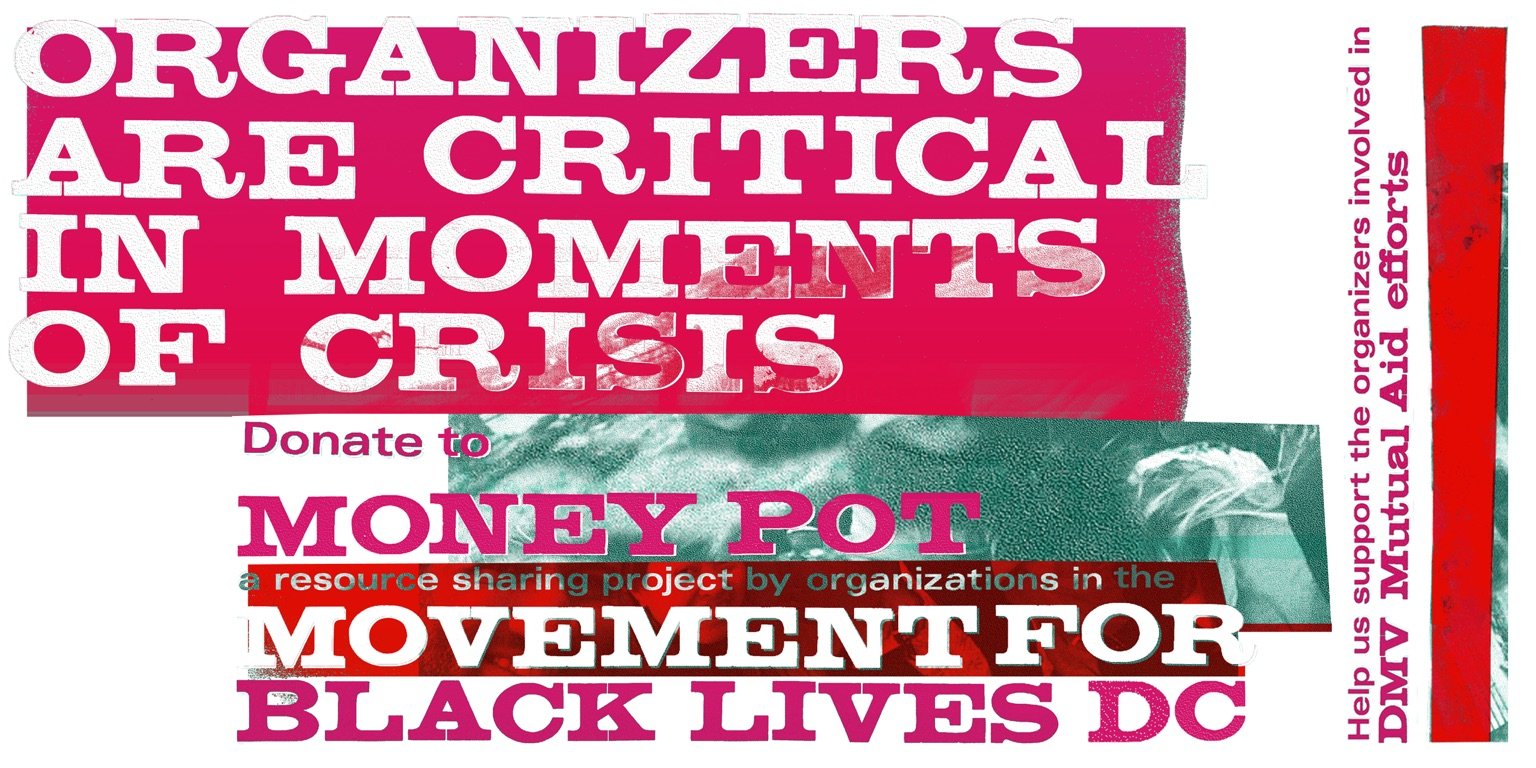 ORGANIZERS
ARE CRITICAL
IN MOMENTS
OF CRISIS
Donate to
MONEY POT
a resource sharing project by organizations in the
MOVEMENT FOR
BLACK LIVES DC
Help us support the organizers involved in
DMV Mutual Aid efforts